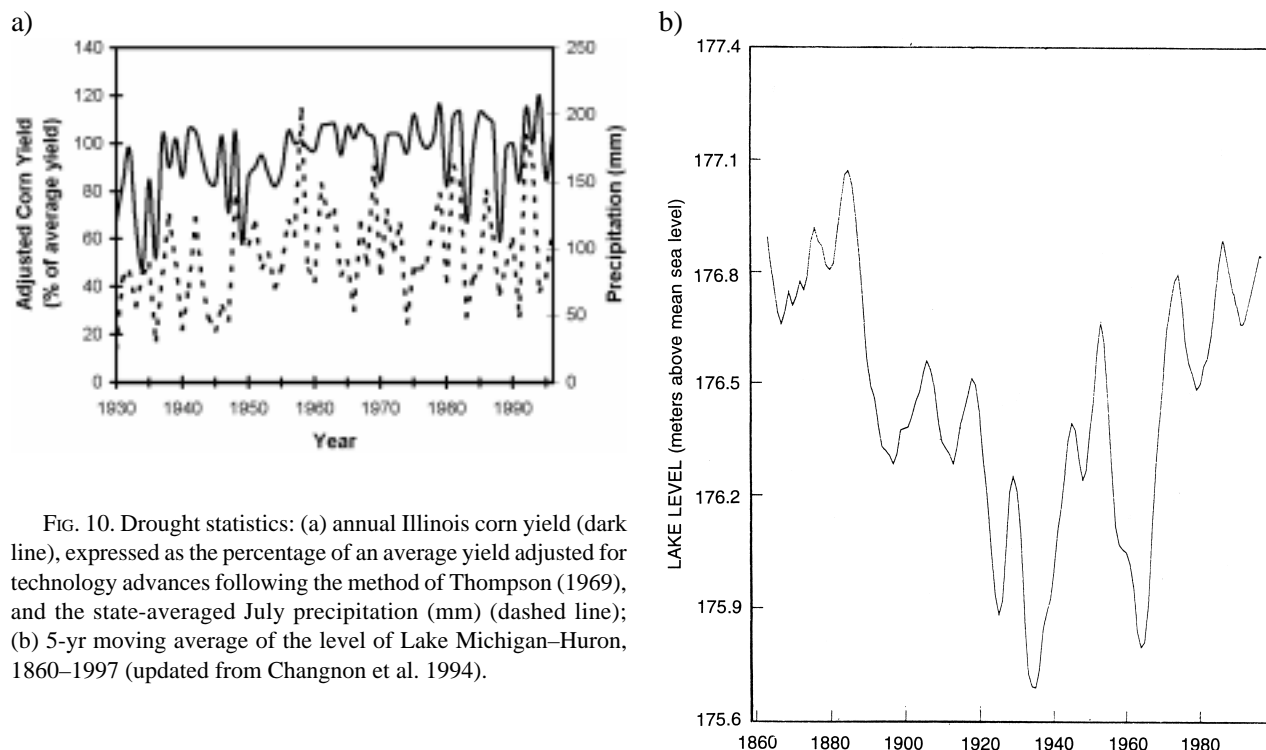 a)
140
120
100
80
60
40
20
0
250
200
150
100
50
0
Adjusted Corn Yield
(% of average yield)
Precipitation (mm)
1930 1940 1950 1960 1970 1980 1990
Year
FIG. 10. Drought statistics: (a) annual Illinois corn yield (dark
line), expressed as the percentage of an average yield adjusted for
technology advances following the method of Thompson (1969),
and the state-averaged July precipitation (mm) (dashed line);
(b) 5-yr moving average of the level of Lake Michigan–Huron,
1860–1997 (updated from Changnon et al. 1994).
b)
177.4
177.1
176.8
176.5
176.2
175.9
175.6
LAKE LEVEL (meters above mean sea level)
1860 1880 1900 1920 1940 1960 1980